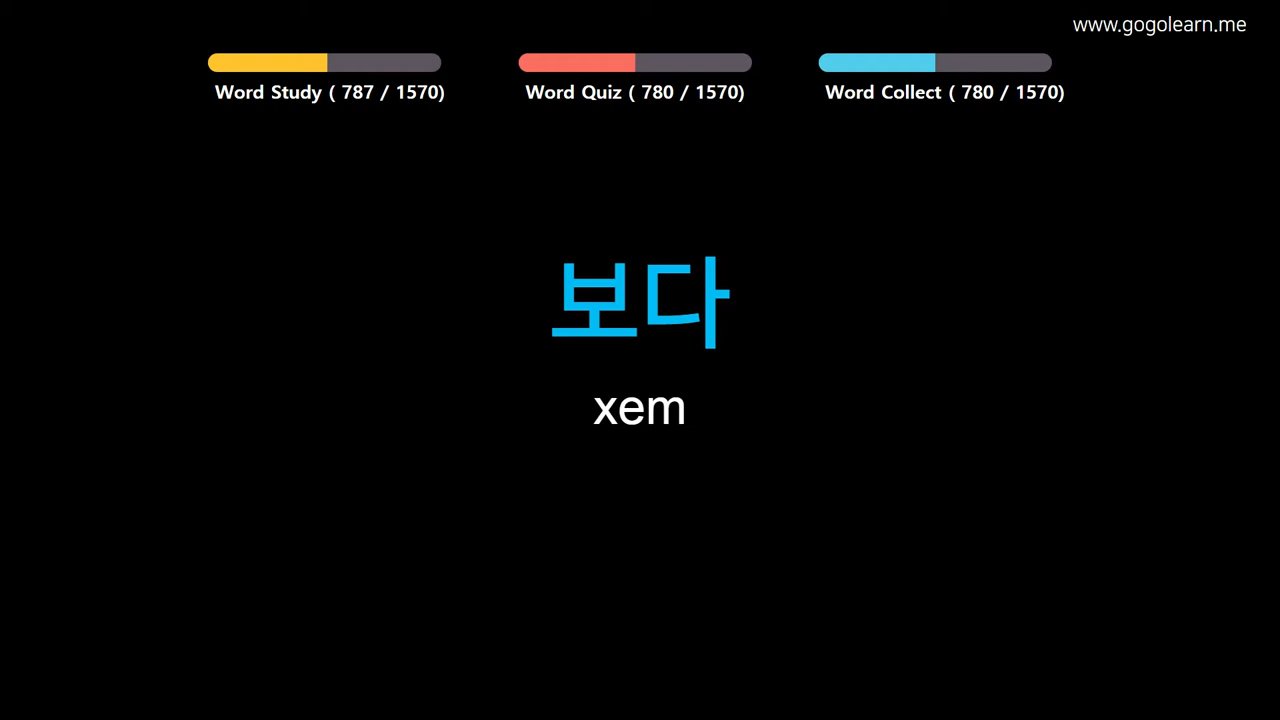 www.gogolearn.me
Word Study ( 787 / 1570)
Word Quiz ( 780 / 1570)
Word Collect ( 780 / 1570)
보다
xem